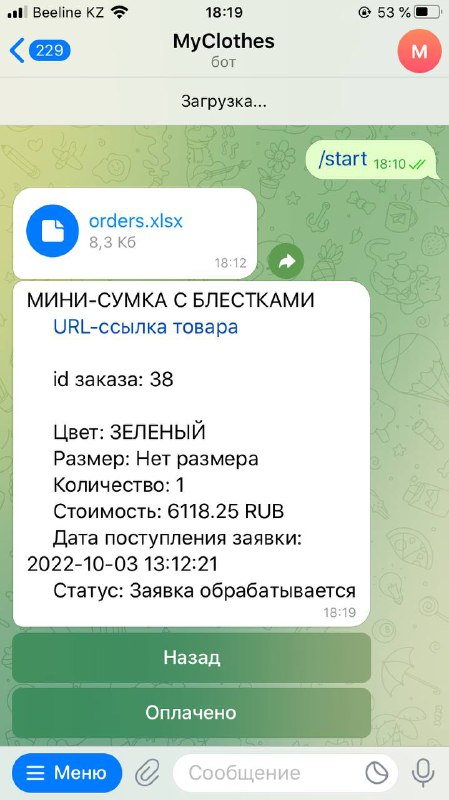 Beeline KZ 18:19 53 %
229 MyClothes M
бот
Загрузка...
/start 18:10
orders.xlsx
8,3 Кб
18:12
МИНИ-СУМКА С БЛЕСТКАМИ
URL-ссылка товара
id заказа: 38
Цвет: ЗЕЛЕНЫЙ
Размер: Нет размера
Количество: 1
Стоимость: 6118.25 RUB
Дата поступления заявки:
2022-10-03 13:12:21
Статус: Заявка обрабатывается
18:19
Назад
Оплачено
Меню Сообщение